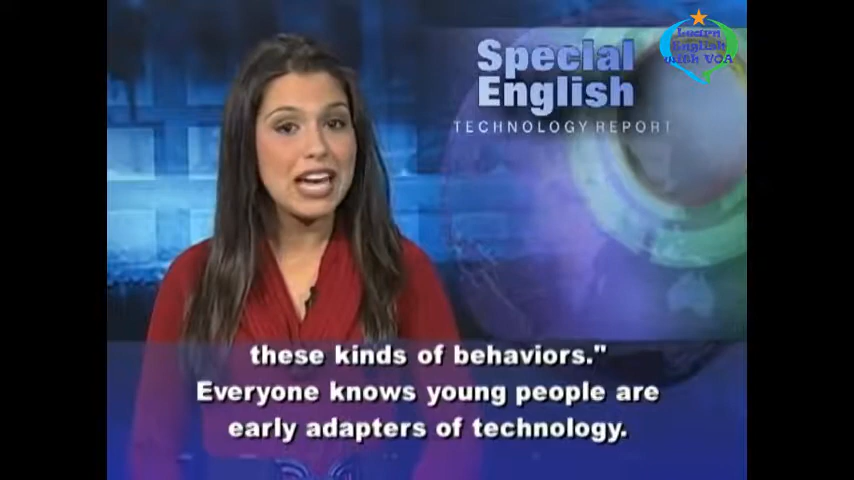 Learn
English
with VOA
Special
English
TECHNOLOGY REPORT
these kinds of behaviors."
Everyone knows young people are
early adapters of technology.